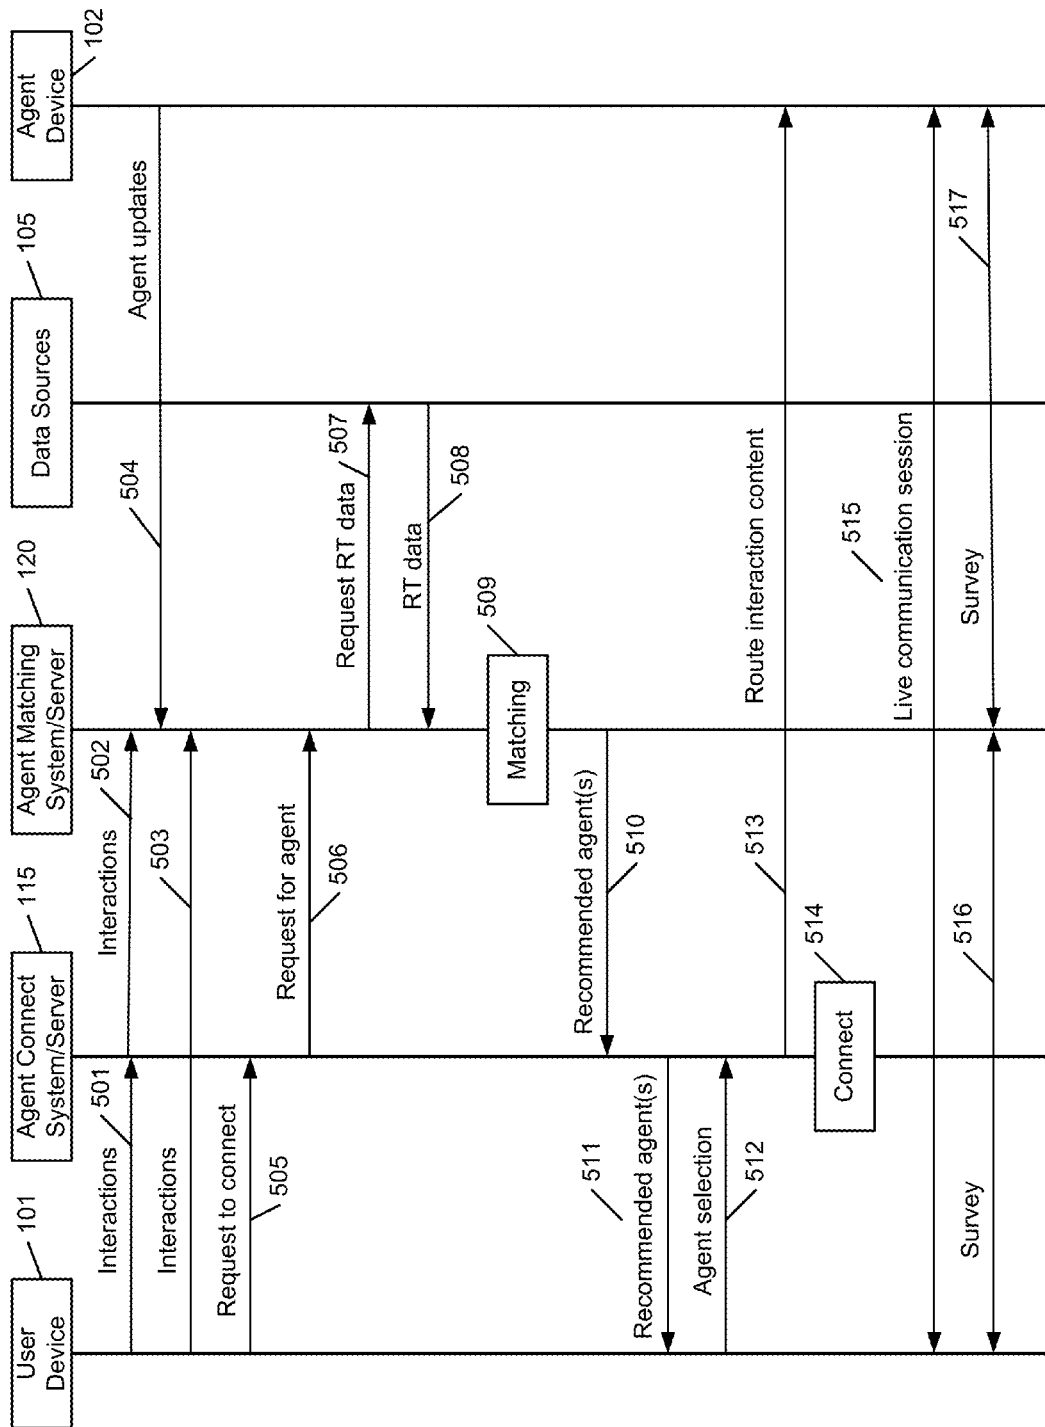 User
Device
101
Agent Connect
System/Server
115
Agent Matching
System/Server
120
Data Sources
105
Agent
Device
102
Interactions
501
Interactions
502
Interactions
503
504
Agent updates
Request to connect
505
Request for agent
506
Request RT data
507
RT data
508
Matching
509
Recommended agent(s)
510
Recommended agent(s)
511
Agent selection
512
Route interaction content
513
Connect
514
Live communication session
515
Survey
516
Survey
517